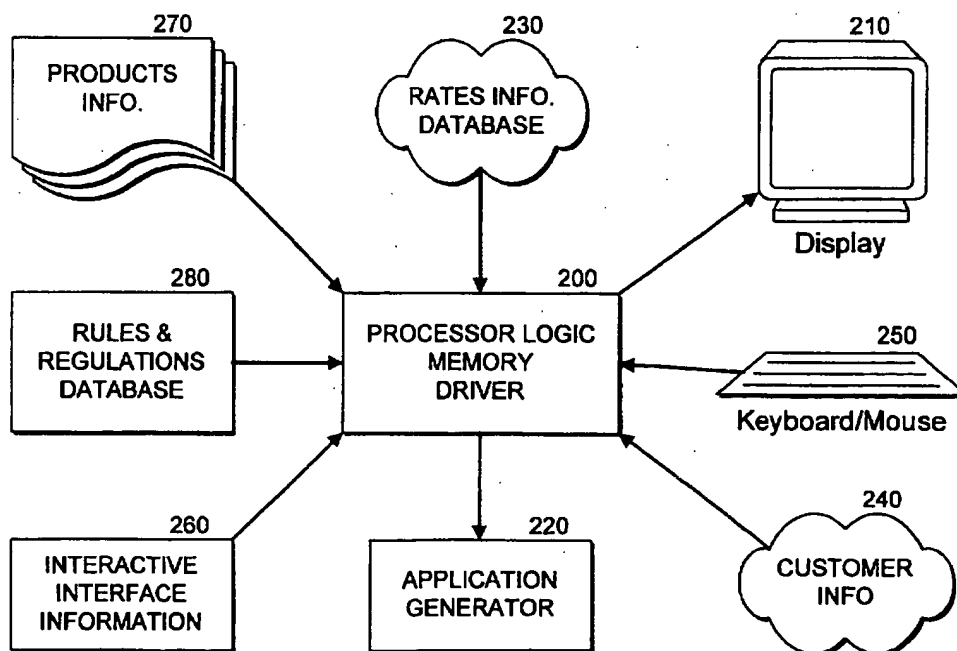 270
PRODUCTS
INFO.
230
RATES INFO.
DATABASE
210
Display
280
RULES &
REGULATIONS
DATABASE
200
PROCESSOR LOGIC
MEMORY
DRIVER
250
Keyboard/Mouse
260
INTERACTIVE
INTERFACE
INFORMATION
220
APPLICATION
GENERATOR
240
CUSTOMER
INFO